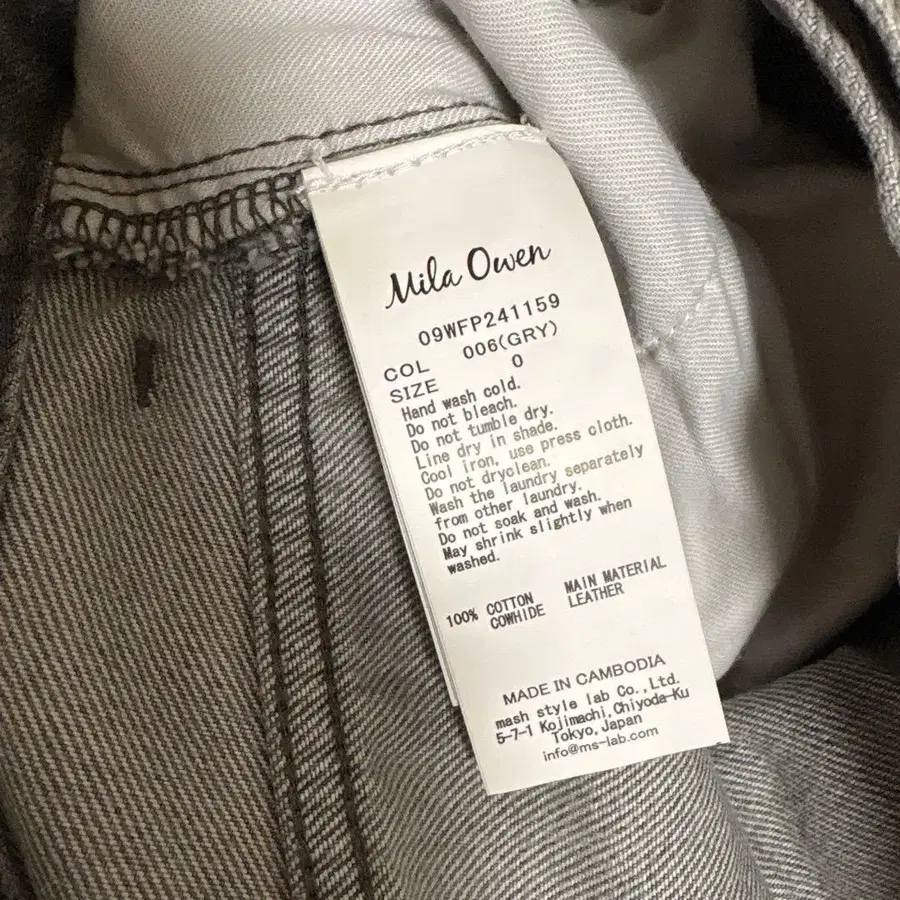 Mila Owen
09WFP241159
COL 006(GRY)
SIZE 0
Hand wash cold.
Do not bleach.
Do not tumble dry.
Line dry in shade.
Cool iron, use press cloth.
Do not dryclean.
Wash the laundry separately
from other laundry.
Do not soak and wash.
May shrink slightly when
washed.
100% COTTON MAIN MATERIAL
COWHIDE LEATHER
MADE IN CAMBODIA
mash style lab Co.,Ltd.
5-7-1 Kojimachi,Chiyoda-Ku
Tokyo,Japan
info@ms-lab.com